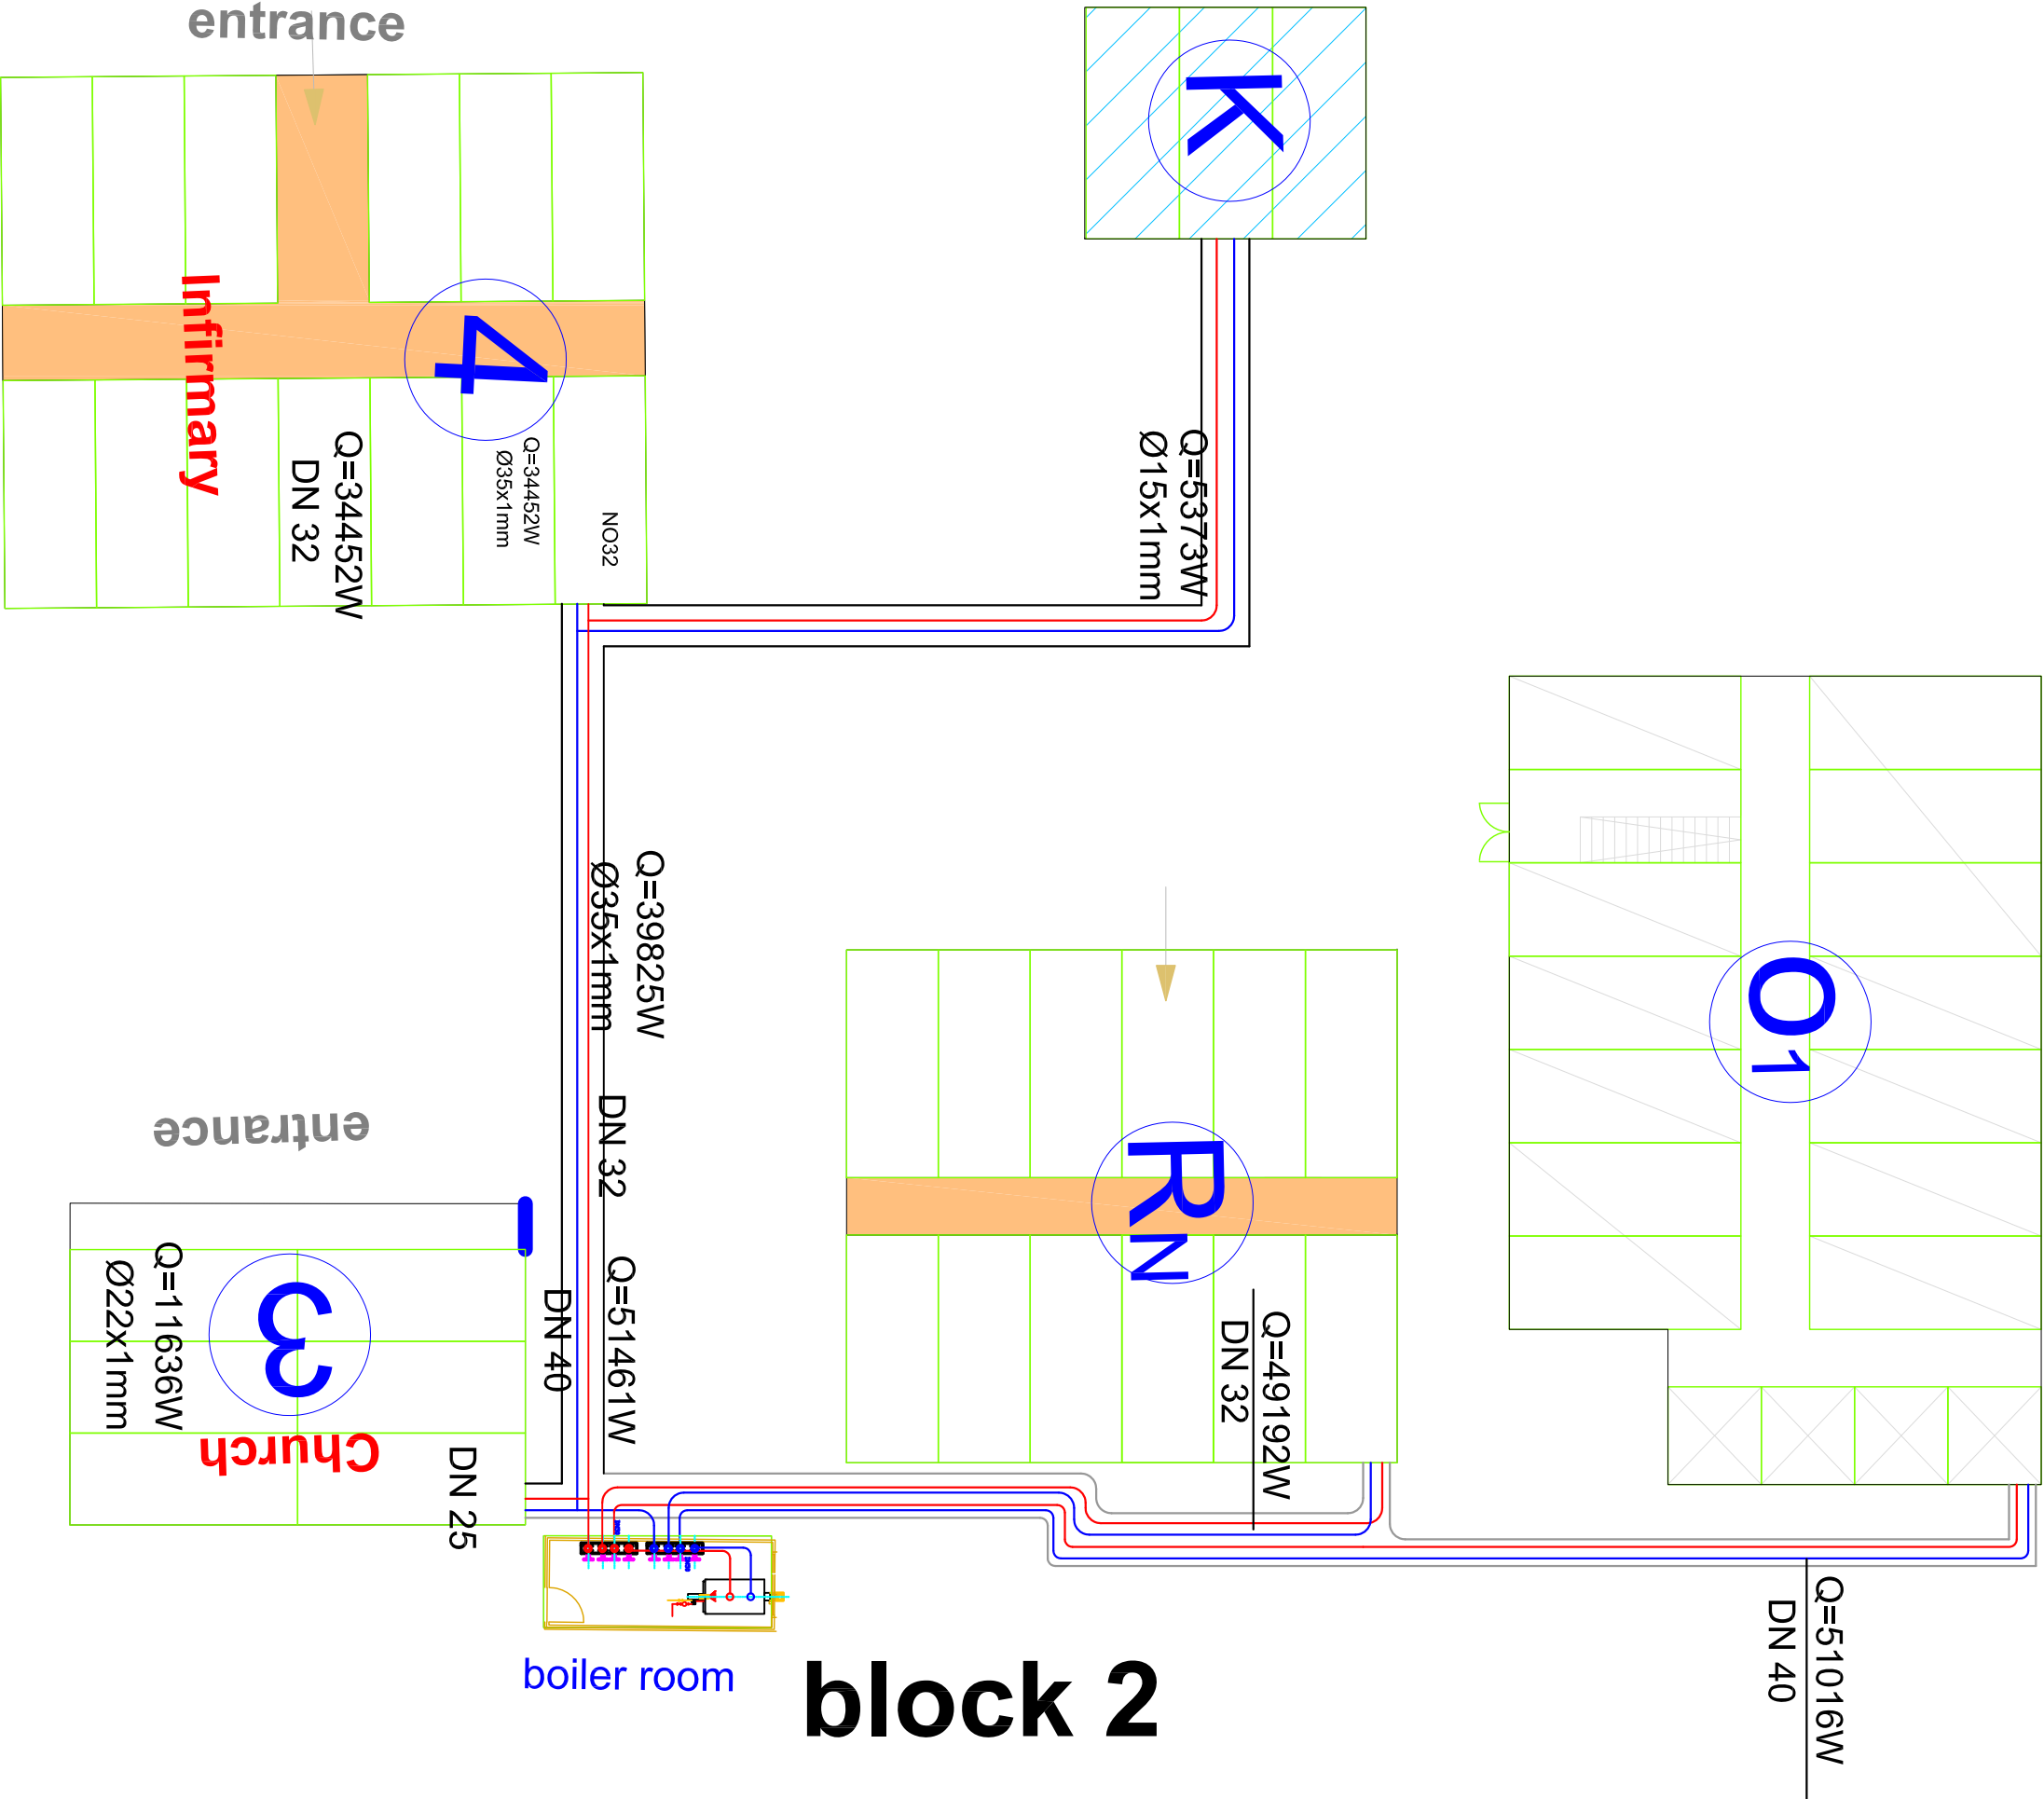 entrance
K
Infirmary
4
Q=34452W
DN 32
Q=34452W
Ø35x1mm
NO32
Q=5373W
Ø15x1mm
Q=39825W
Ø35x1mm
DN 32
O1
RN
entrance
3
Church
Q=11636W
Ø22x1mm
DN 25
DN 40
Q=51461W
Q=49192W
DN 32
boiler room
block 2
Q=51016W
DN 40